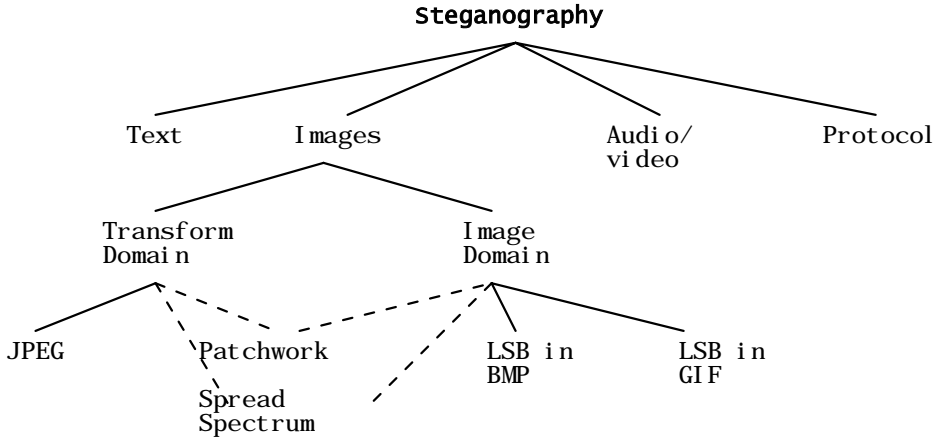 Steganography
Text
Images
Audio/
video
Protocol
Transform
Domain
Image
Domain
JPEG
Patchwork
LSB in
BMP
LSB in
GIF
Spread
Spectrum